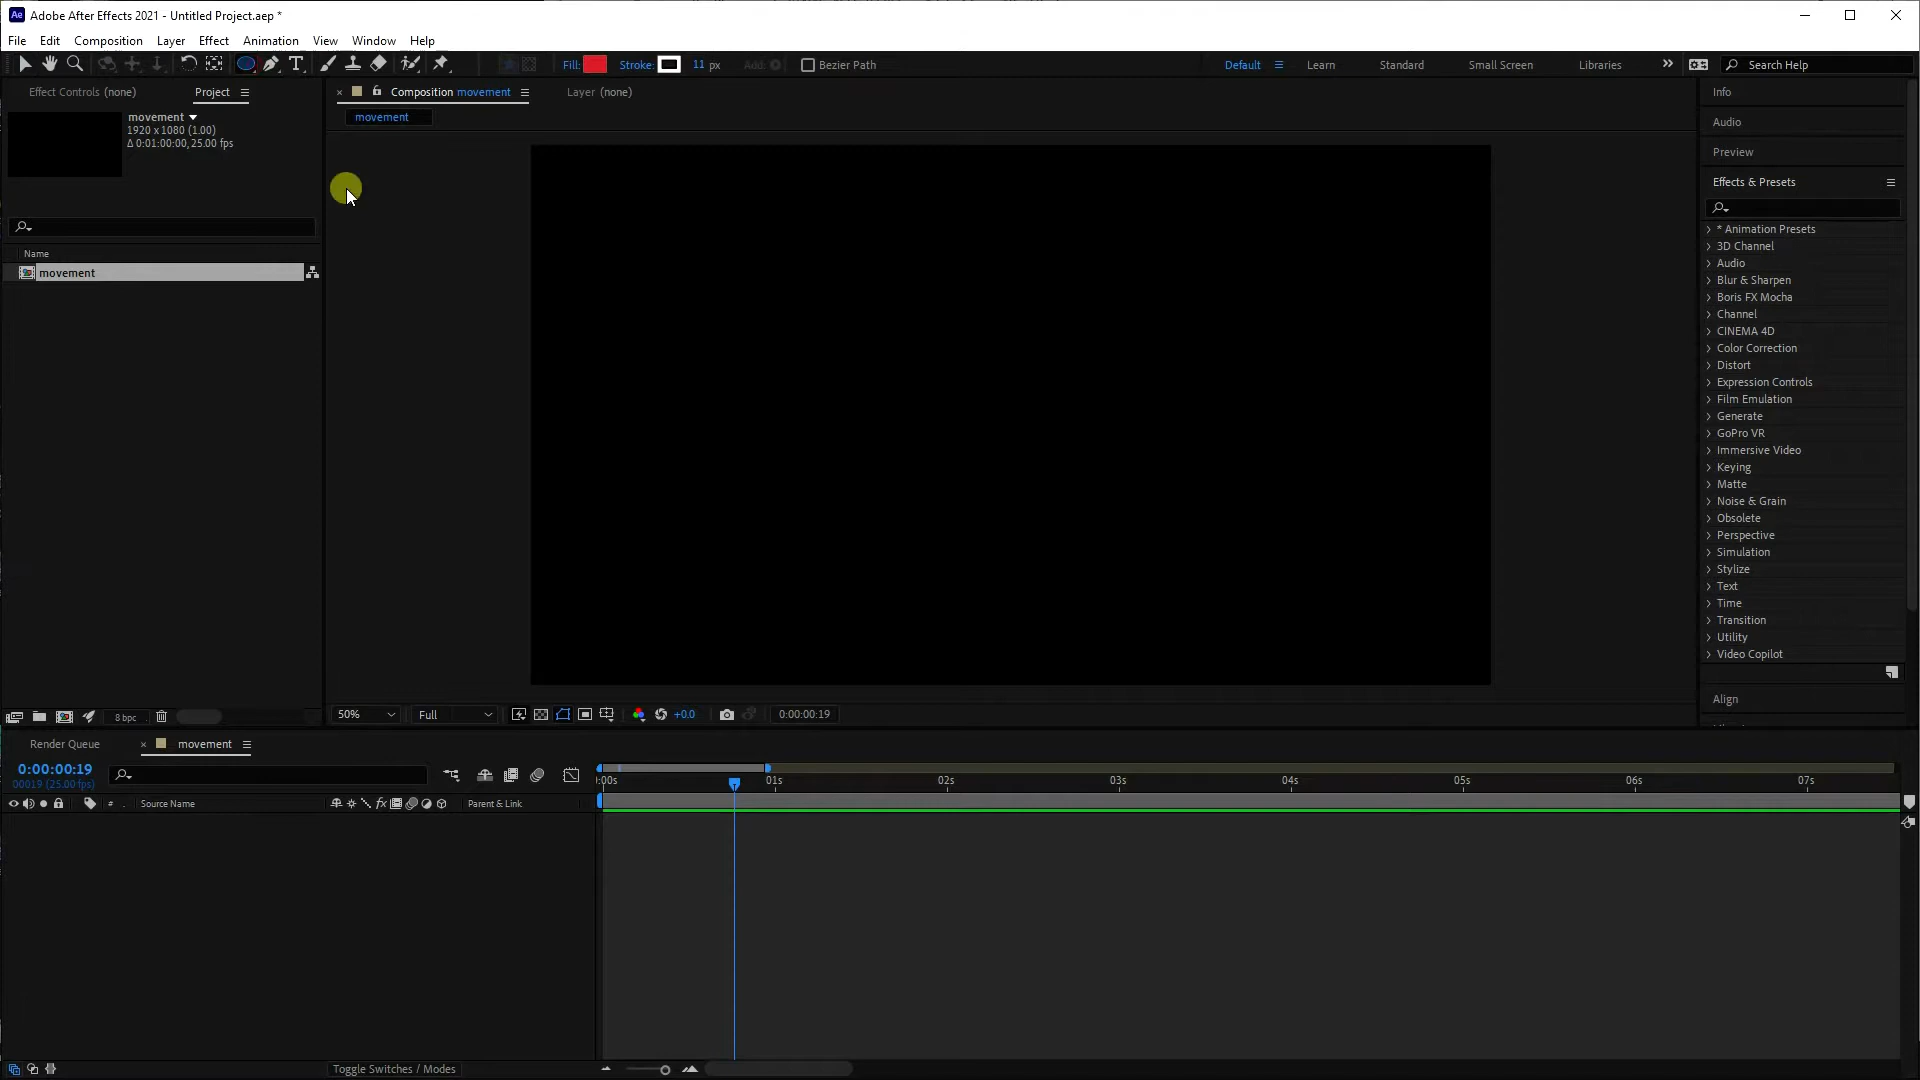 Adobe After Effects 2021 - Untitled Project.aep *
File Edit Composition Layer Effect Animation View Window Help
Fill: Stroke: 11 px Add: Bezier Path Default Learn Standard Small Screen Libraries Search Help
Effect Controls (none) Project
Composition movement Layer (none)
movement
1920 x 1080 (1.00)
Δ 0:01:00:00, 25.00 fps
Name
movement
8 bpc
movement
50% Full +0.0 0:00:00:19
Info
Audio
Preview
Effects & Presets
* Animation Presets
3D Channel
Audio
Blur & Sharpen
Boris FX Mocha
Channel
CINEMA 4D
Color Correction
Distort
Expression Controls
Film Emulation
Generate
GoPro VR
Immersive Video
Keying
Matte
Noise & Grain
Obsolete
Perspective
Simulation
Stylize
Text
Time
Transition
Utility
Video Copilot
Align
Render Queue movement
0:00:00:19
00019 (25.00 fps)
# Source Name fx Parent & Link
:00s 01s 02s 03s 04s 05s 06s 07s
Toggle Switches / Modes